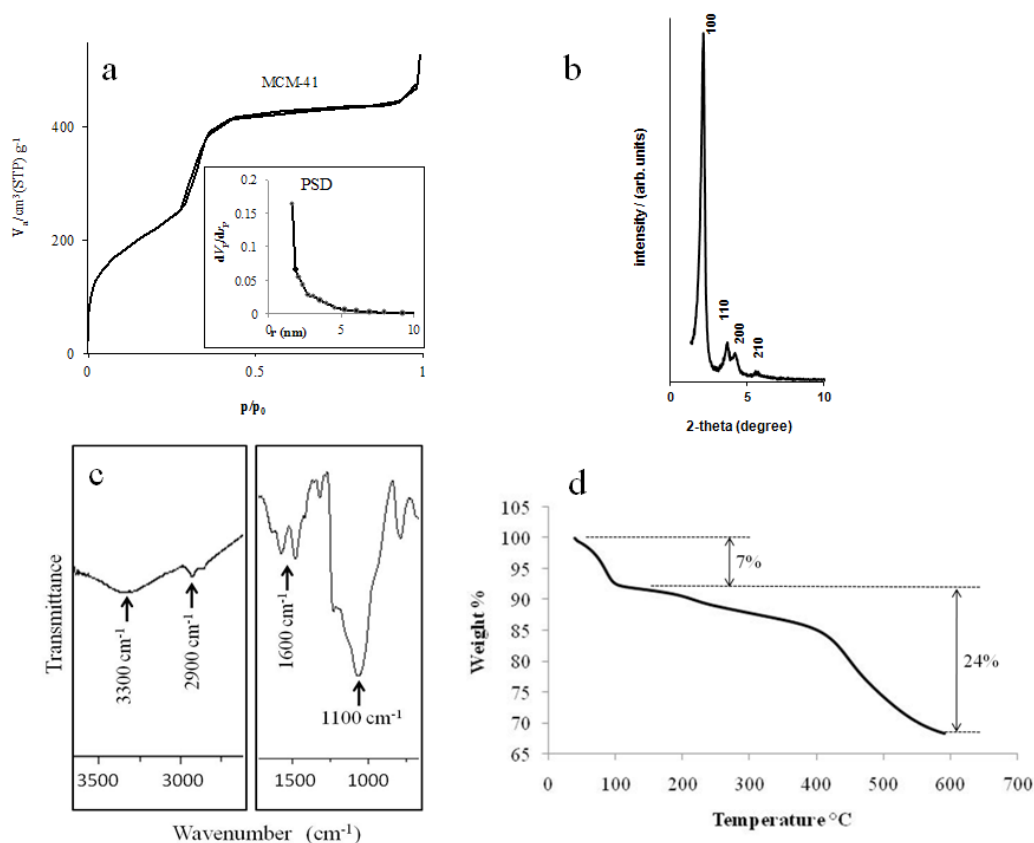 a
MCM-41
Vₐ/cm³(STP) g⁻¹
400
200
0
0
0.5
1
p/p₀
PSD
dVₚ/drₚ
0.2
0.15
0.1
0.05
0
0
r (nm)
5
10
b
intensity / (arb.units)
100
110
200
210
0
5
10
2-theta (degree)
c
Transmittance
3300 cm⁻¹
2900 cm⁻¹
1600 cm⁻¹
1100 cm⁻¹
3500
3000
1500
1000
Wavenumber (cm⁻¹)
d
Weight %
105
100
95
90
85
80
75
70
65
7%
24%
0
100
200
300
400
500
600
700
Temperature °C